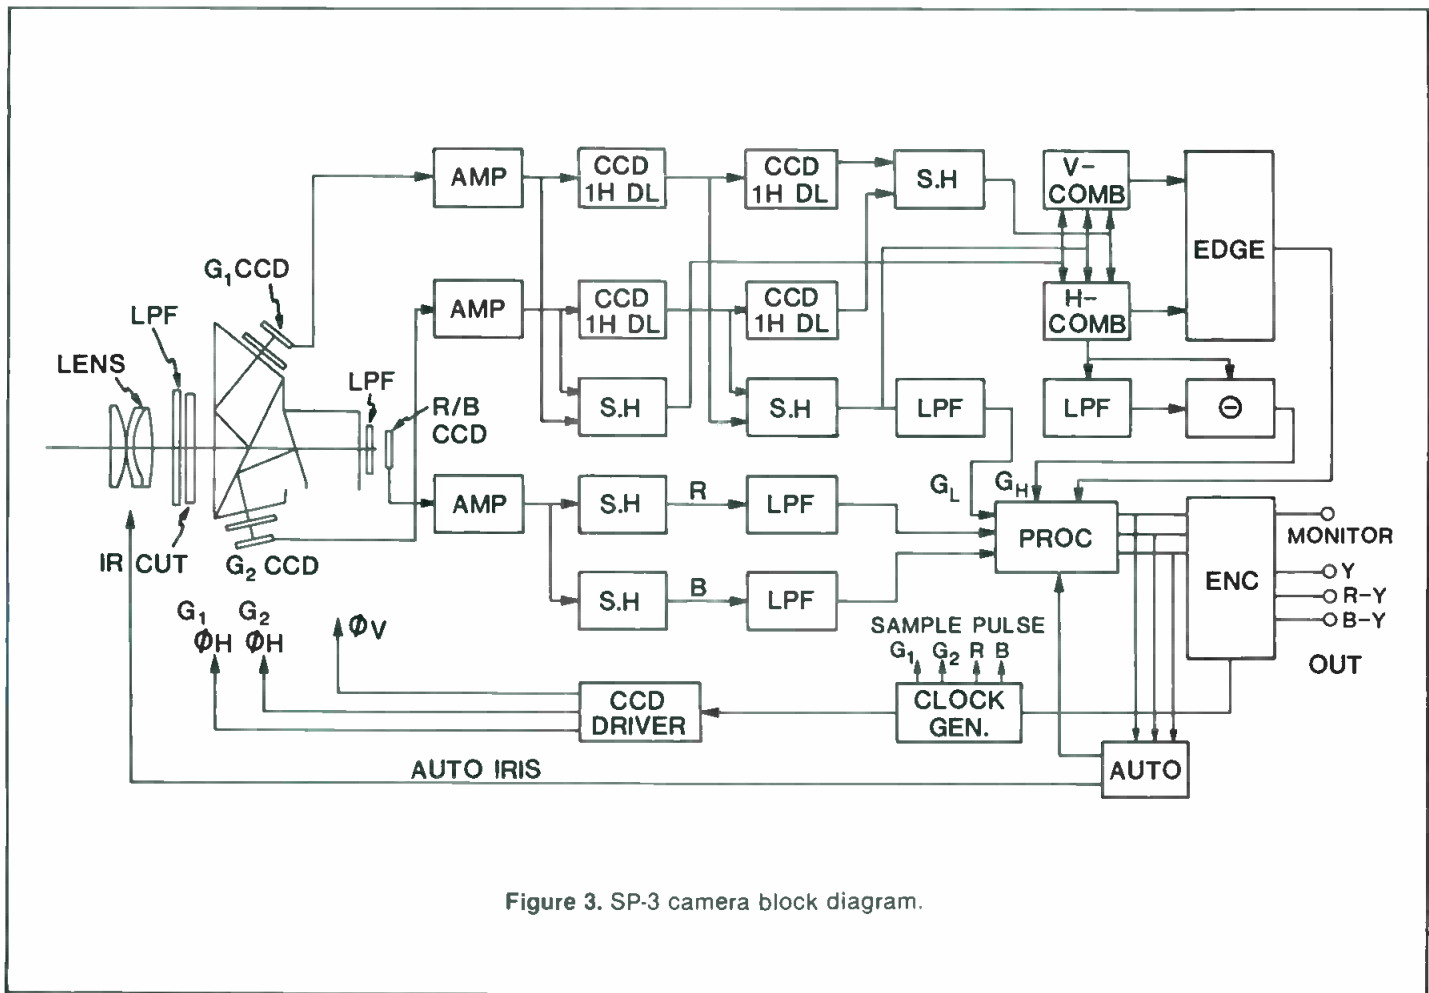 AMP
CCD
1H DL
CCD
1H DL
S.H
V-
COMB
EDGE
G₁CCD
AMP
CCD
1H DL
CCD
1H DL
H-
COMB
LPF
LENS
LPF
R/B
CCD
S.H
S.H
LPF
LPF
⊖
GL
GH
AMP
S.H
R
LPF
PROC
ENC
MONITOR
IR CUT
G₂ CCD
S.H
B
LPF
Y
R-Y
B-Y
OUT
G₁
ØH
G₂
ØH
ØV
SAMPLE PULSE
G₁ G₂ R B
CCD
DRIVER
CLOCK
GEN.
AUTO IRIS
AUTO
Figure 3. SP-3 camera block diagram.